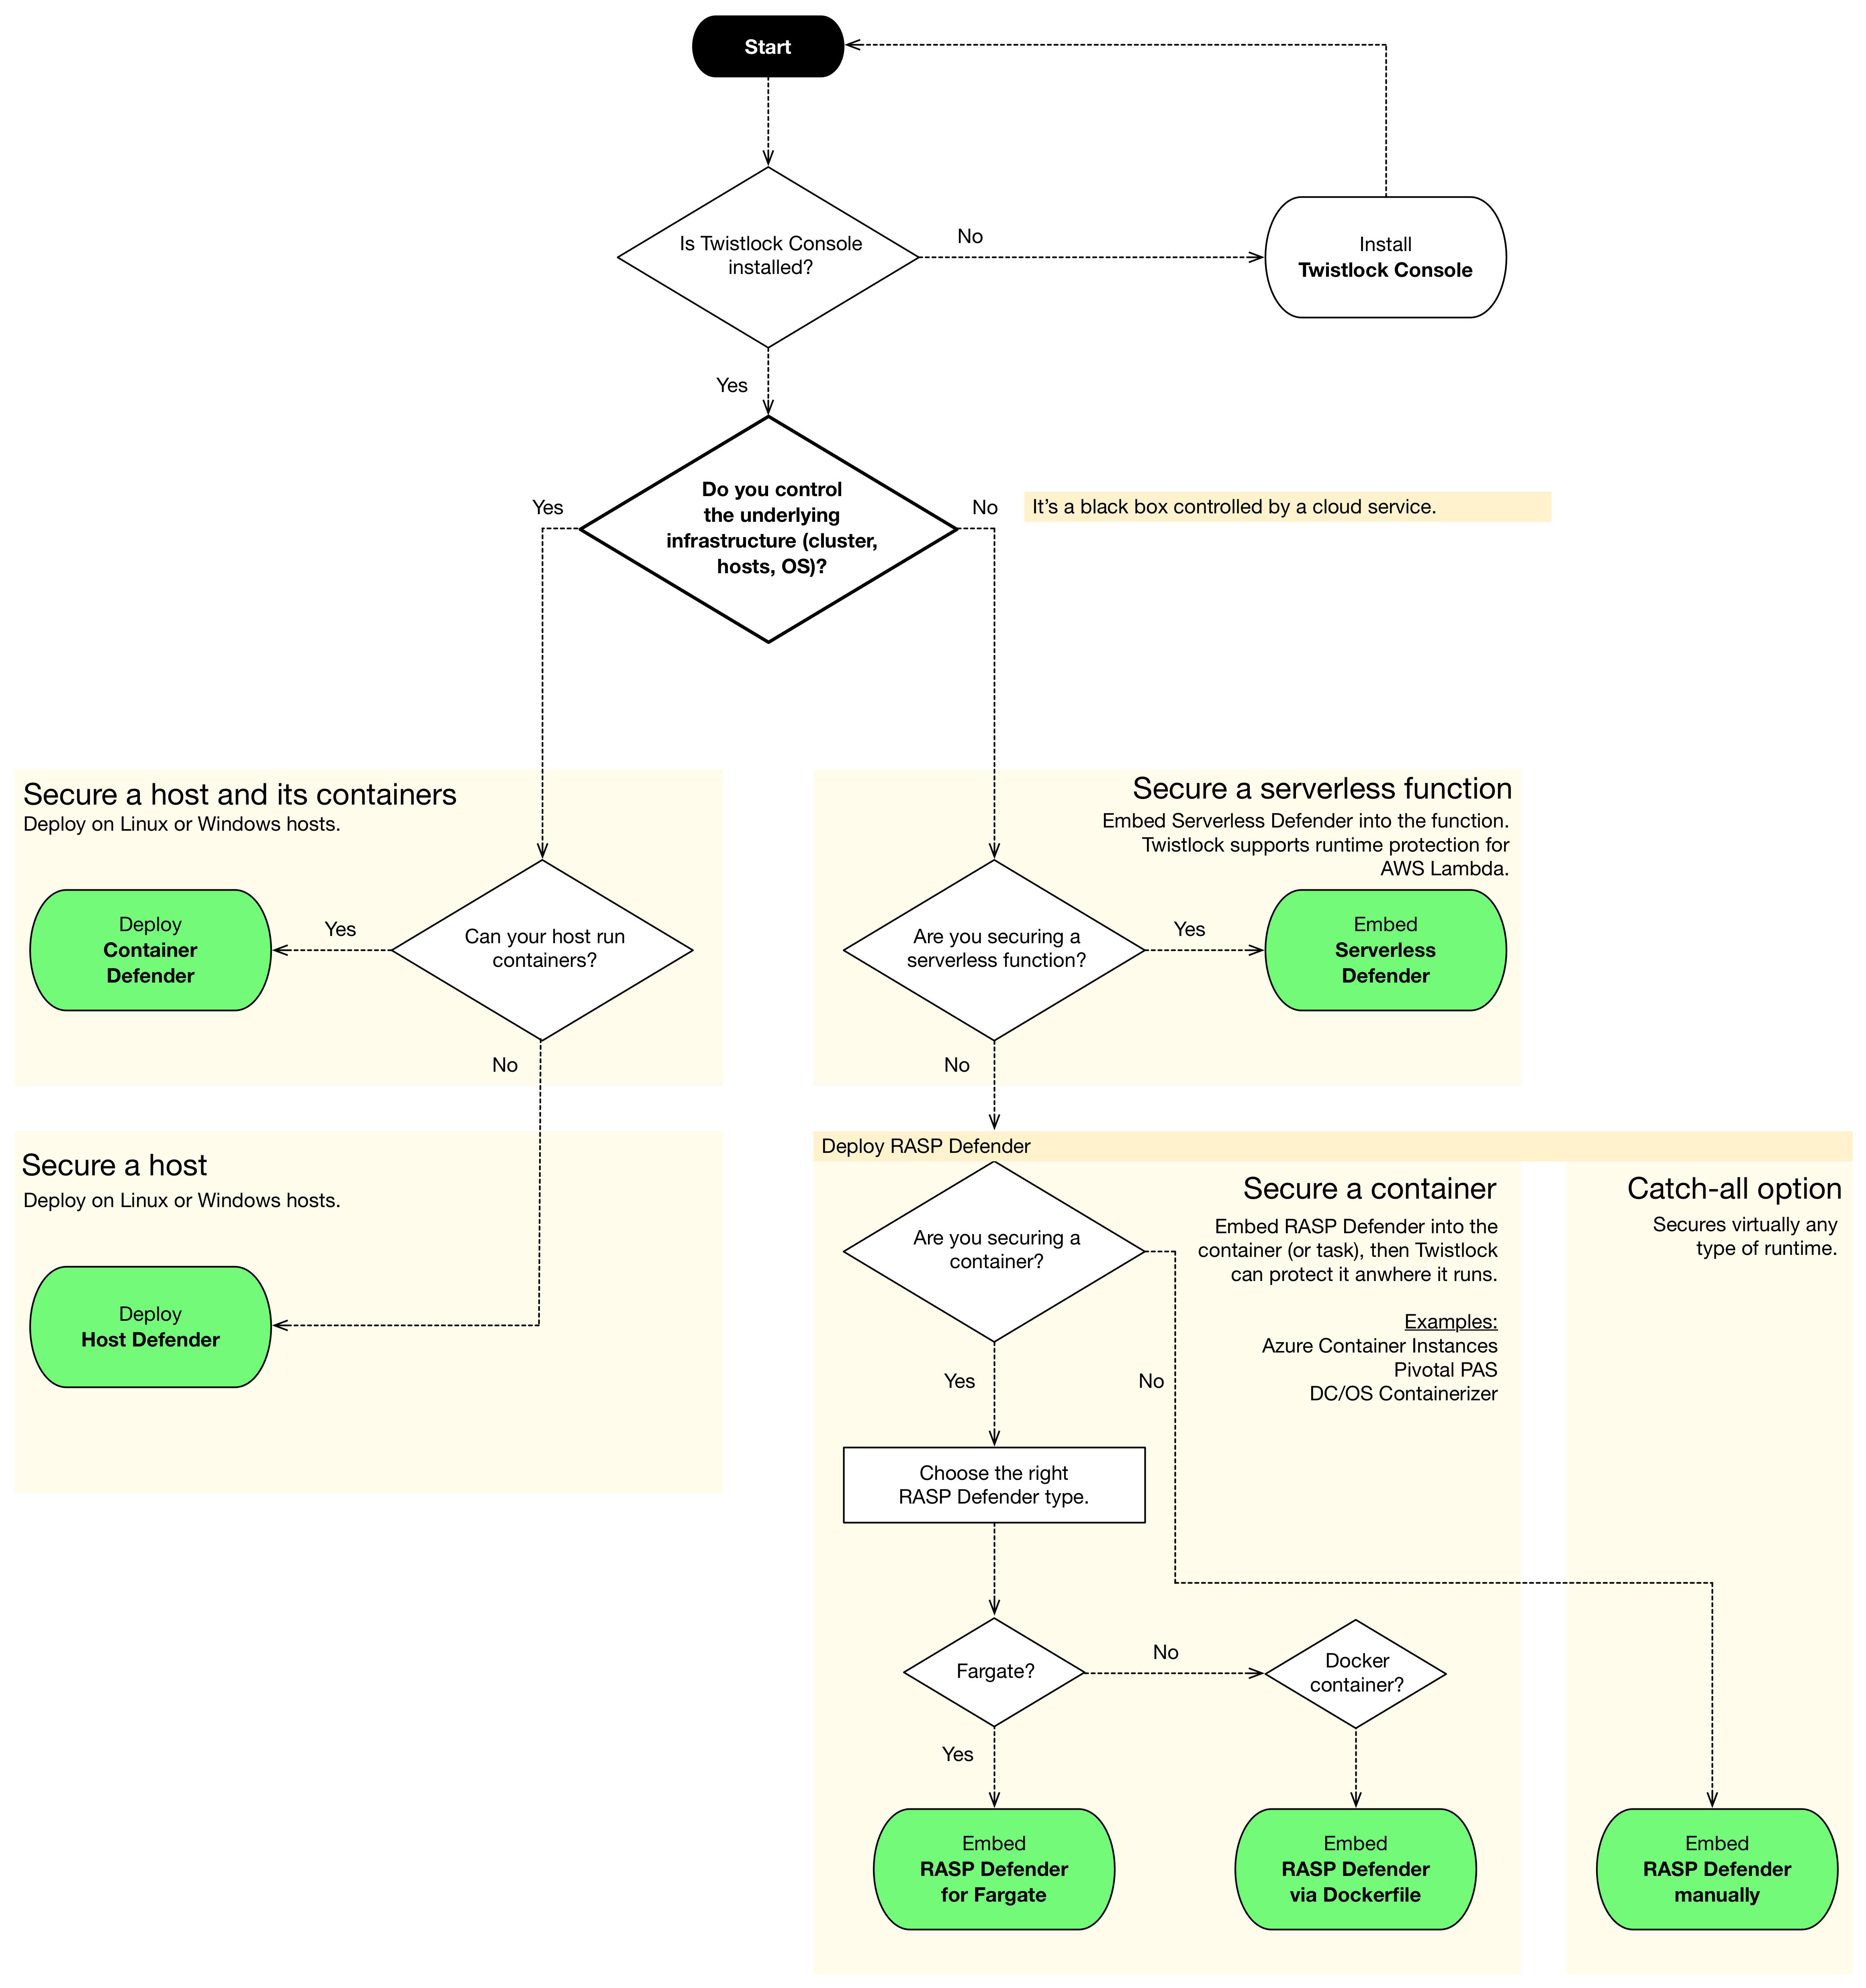 Start
Is Twistlock Console
installed?
No
Install
Twistlock Console
Yes
Do you control
the underlying
infrastructure (cluster,
hosts, OS)?
Yes
No
It's a black box controlled by a cloud service.
Secure a host and its containers
Deploy on Linux or Windows hosts.
Deploy
Container
Defender
Yes
Can your host run
containers?
No
Secure a serverless function
Embed Serverless Defender into the function.
Twistlock supports runtime protection for
AWS Lambda.
Are you securing a
serverless function?
Yes
Embed
Serverless
Defender
No
Secure a host
Deploy on Linux or Windows hosts.
Deploy
Host Defender
Deploy RASP Defender
Are you securing a
container?
Secure a container
Embed RASP Defender into the
container (or task), then Twistlock
can protect it anwhere it runs.
Examples:
Azure Container Instances
Pivotal PAS
DC/OS Containerizer
Catch-all option
Secures virtually any
type of runtime.
Yes
No
Choose the right
RASP Defender type.
Fargate?
No
Docker
container?
Yes
Embed
RASP Defender
for Fargate
Embed
RASP Defender
via Dockerfile
Embed
RASP Defender
manually